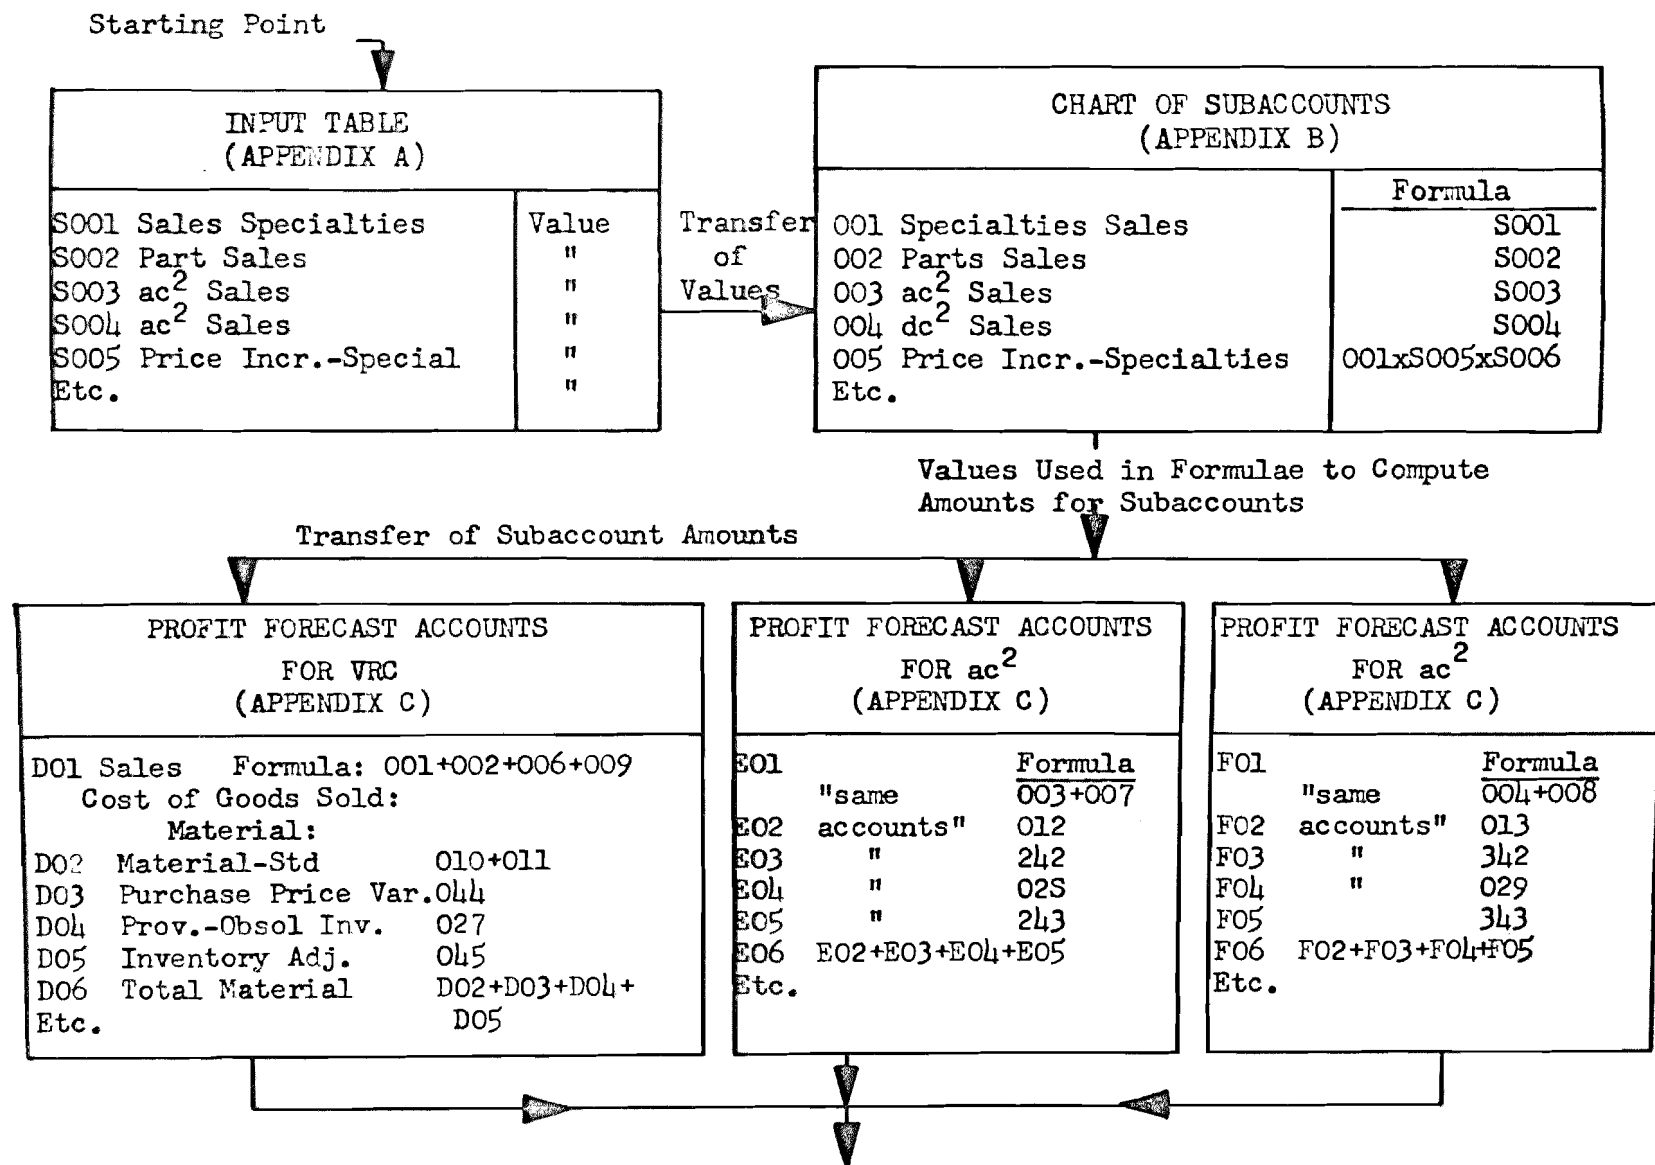 Starting Point
INPUT TABLE
(APPENDIX A)
S001 Sales Specialties Value
S002 Part Sales "
S003 ac² Sales "
S004 ac² Sales "
S005 Price Incr.-Special "
Etc. "
Transfer
of
Values
CHART OF SUBACCOUNTS
(APPENDIX B)
Formula
001 Specialties Sales S001
002 Parts Sales S002
003 ac² Sales S003
004 dc² Sales S004
005 Price Incr.-Specialties 001xS005xS006
Etc.
Values Used in Formulae to Compute
Amounts for Subaccounts
Transfer of Subaccount Amounts
PROFIT FORECAST ACCOUNTS
FOR VRC
(APPENDIX C)
D01 Sales Formula: 001+002+006+009
Cost of Goods Sold:
Material:
D02 Material-Std 010+011
D03 Purchase Price Var.044
D04 Prov.-Obsol Inv. 027
D05 Inventory Adj. 045
D06 Total Material D02+D03+D04+
Etc. D05
PROFIT FORECAST ACCOUNTS
FOR ac²
(APPENDIX C)
E01 Formula
"same 003+007
E02 accounts" 012
E03 " 242
E04 " 02S
E05 " 243
E06 E02+E03+E04+E05
Etc.
PROFIT FORECAST ACCOUNTS
FOR ac²
(APPENDIX C)
F01 Formula
"same 004+008
F02 accounts" 013
F03 " 342
F04 " 029
F05 343
F06 F02+F03+F04+F05
Etc.